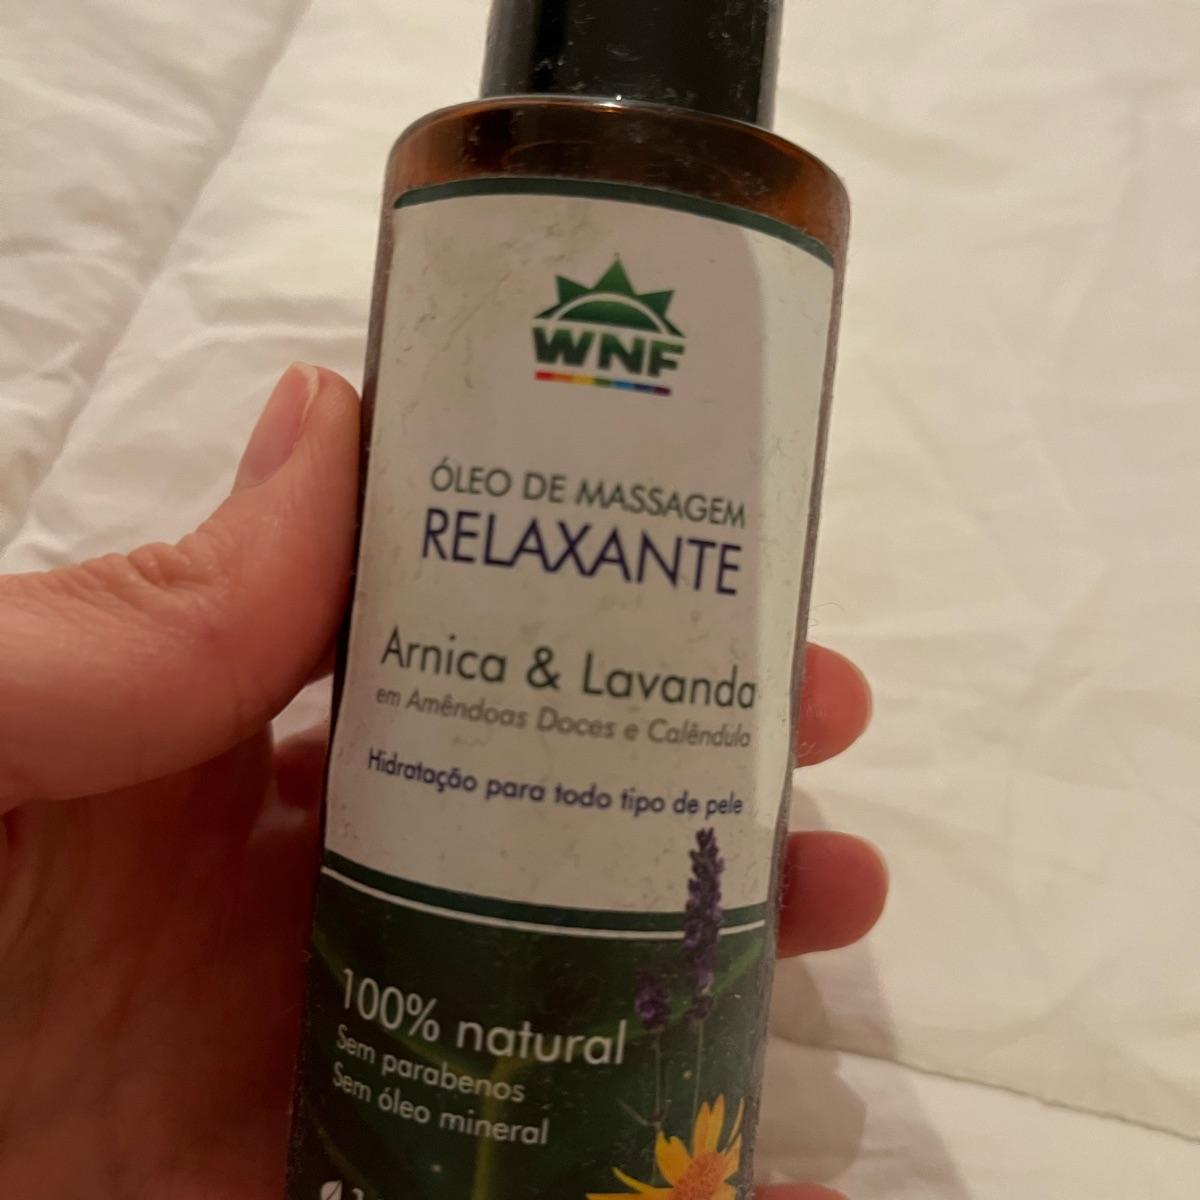 WNF
ÓLEO DE MASSAGEM
RELAXANTE
Arnica & Lavanda
em Amêndoas Doces e Calêndula
Hidratação para todo tipo de pele
100% natural
Sem parabenos
Sem óleo mineral